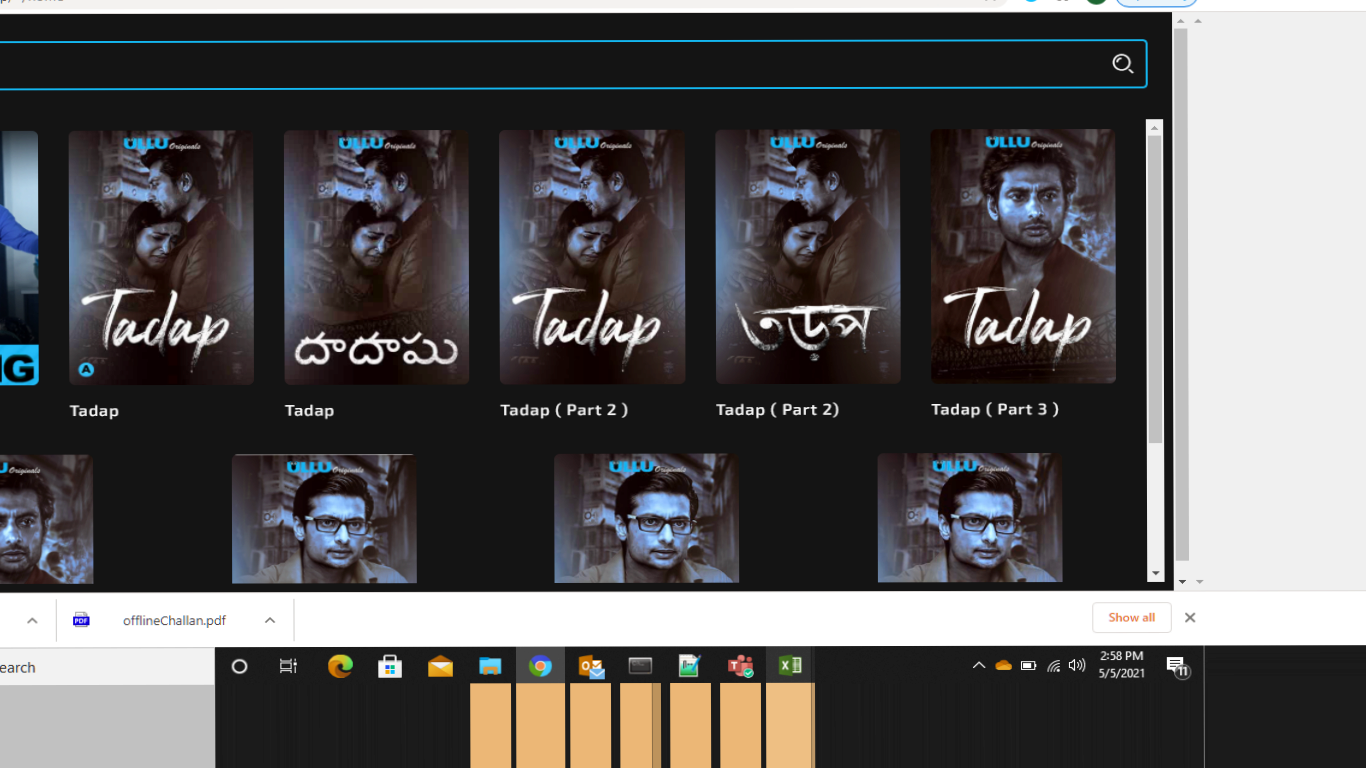 ULLU Originals
ULLU Originals
ULLU Originals
ULLU Originals
ULLU Originals
Tadap
దాదాపు
Tadap
তড়প
Tadap
A
NG
Tadap
Tadap
Tadap ( Part 2 )
Tadap ( Part 2)
Tadap ( Part 3 )
U Originals
ULLU Originals
ULLU Originals
ULLU Originals
PDF
offlineChallan.pdf
Show all
earch
2:58 PM
5/5/2021
11